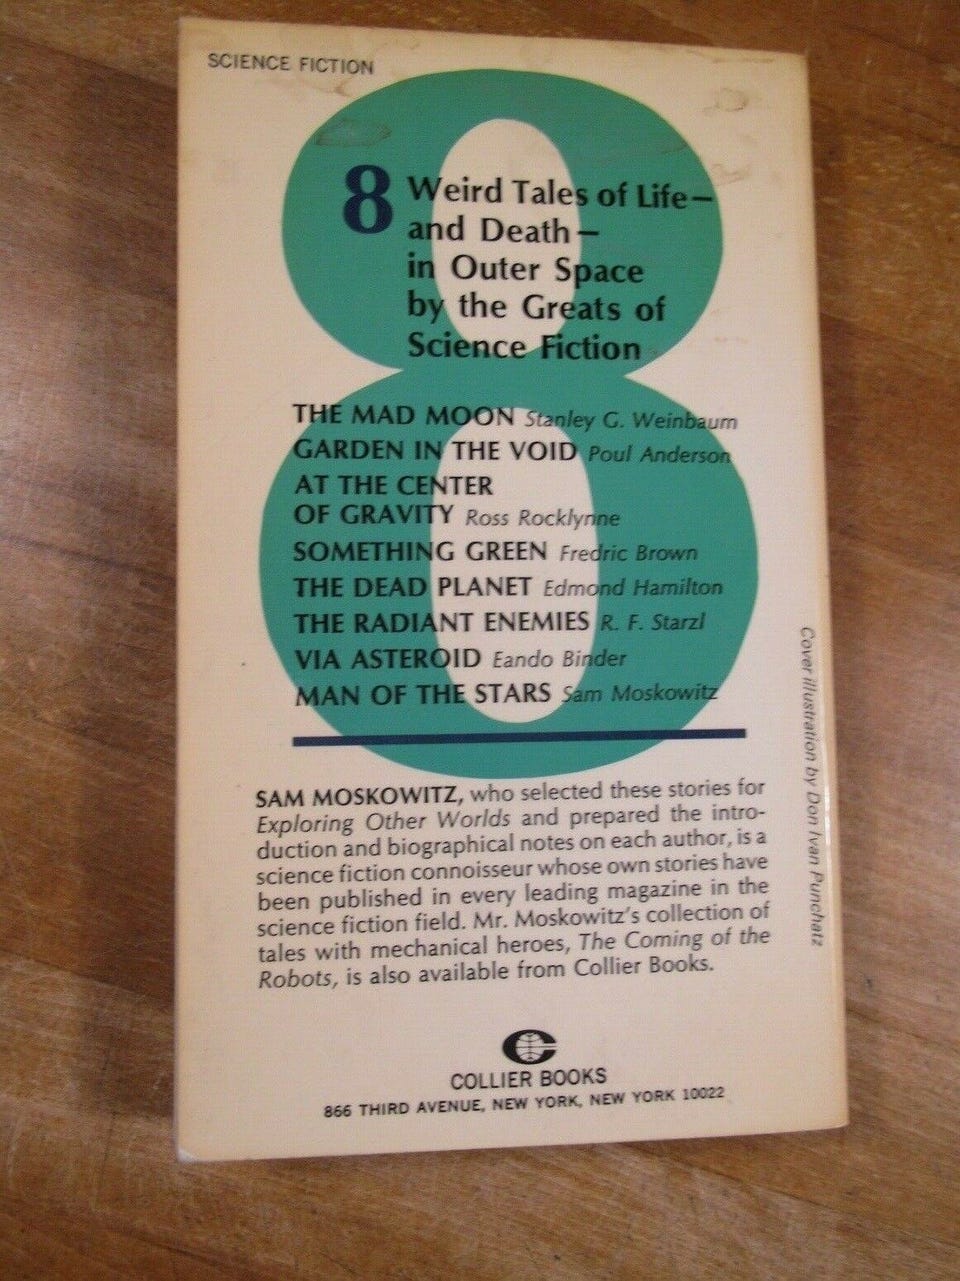 SCIENCE FICTION
8 Weird Tales of Life—
and Death—
in Outer Space
by the Greats of
Science Fiction
THE MAD MOON Stanley G. Weinbaum
GARDEN IN THE VOID Poul Anderson
AT THE CENTER
OF GRAVITY Ross Rocklynne
SOMETHING GREEN Fredric Brown
THE DEAD PLANET Edmond Hamilton
THE RADIANT ENEMIES R. F. Starzl
VIA ASTEROID Eando Binder
MAN OF THE STARS Sam Moskowitz
SAM MOSKOWITZ, who selected these stories for
Exploring Other Worlds and prepared the intro-
duction and biographical notes on each author, is a
science fiction connoisseur whose own stories have
been published in every leading magazine in the
science fiction field. Mr. Moskowitz's collection of
tales with mechanical heroes, The Coming of the
Robots, is also available from Collier Books.
COLLIER BOOKS
866 THIRD AVENUE, NEW YORK, NEW YORK 10022
Cover illustration by Don Ivan Punchatz